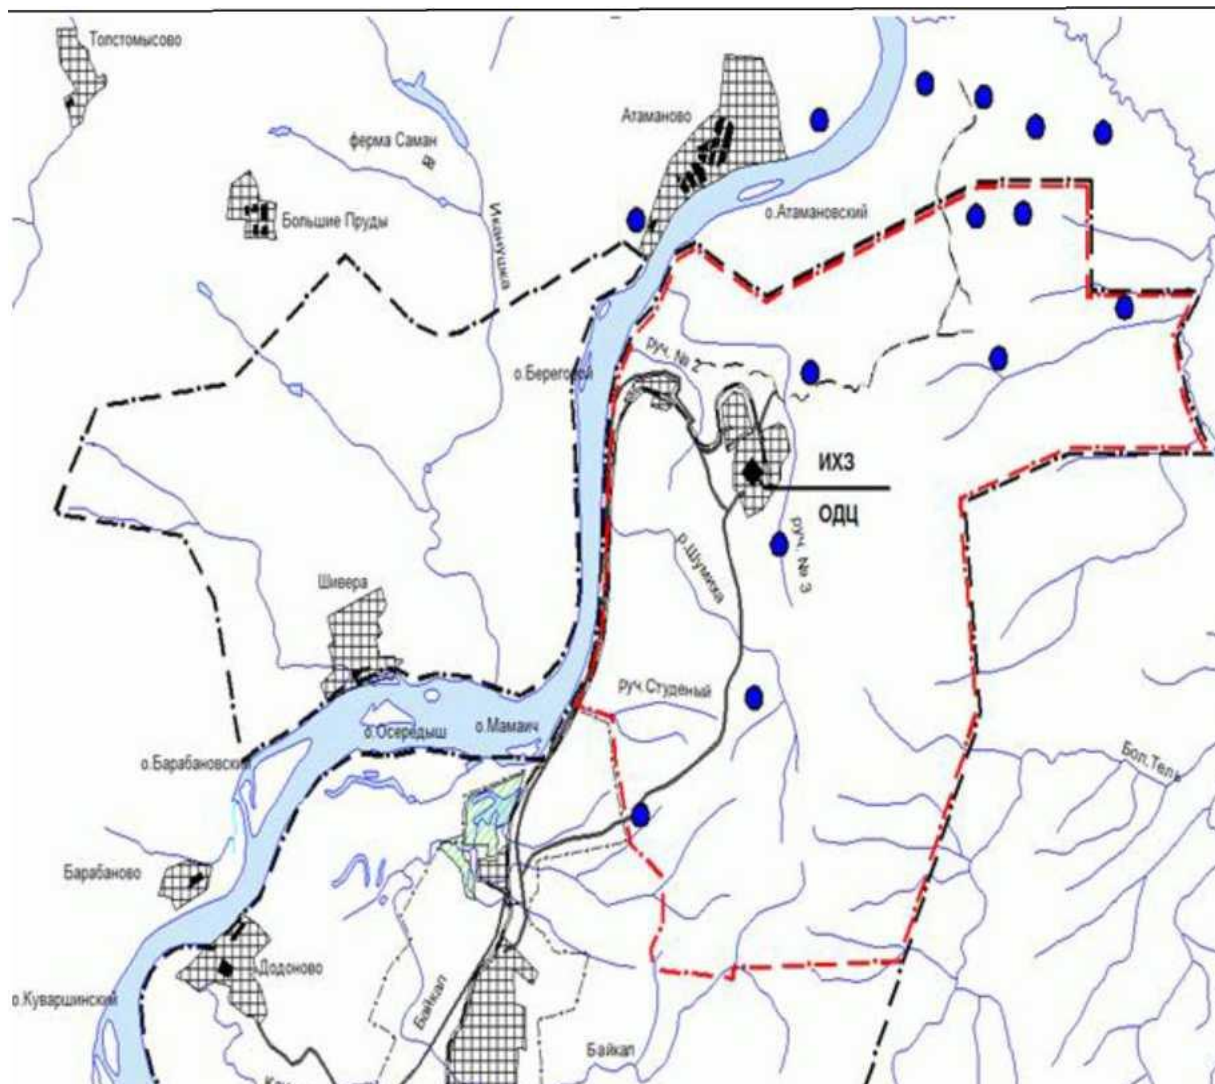 Толстомысово
Атаманово
ферма Саман
Большие Пруды
о.Атамановский
Иканушка
руч. № 2
о.Береговой
ИХЗ
ОДЦ
руч. № 3
р.Шумиха
Шивера
руч.Студеный
о.Мамаич
о.Осередыш
о.Барабановский
Бол.Тель
Барабаново
Додоново
о.Куваршинский
Байкал
Байкал